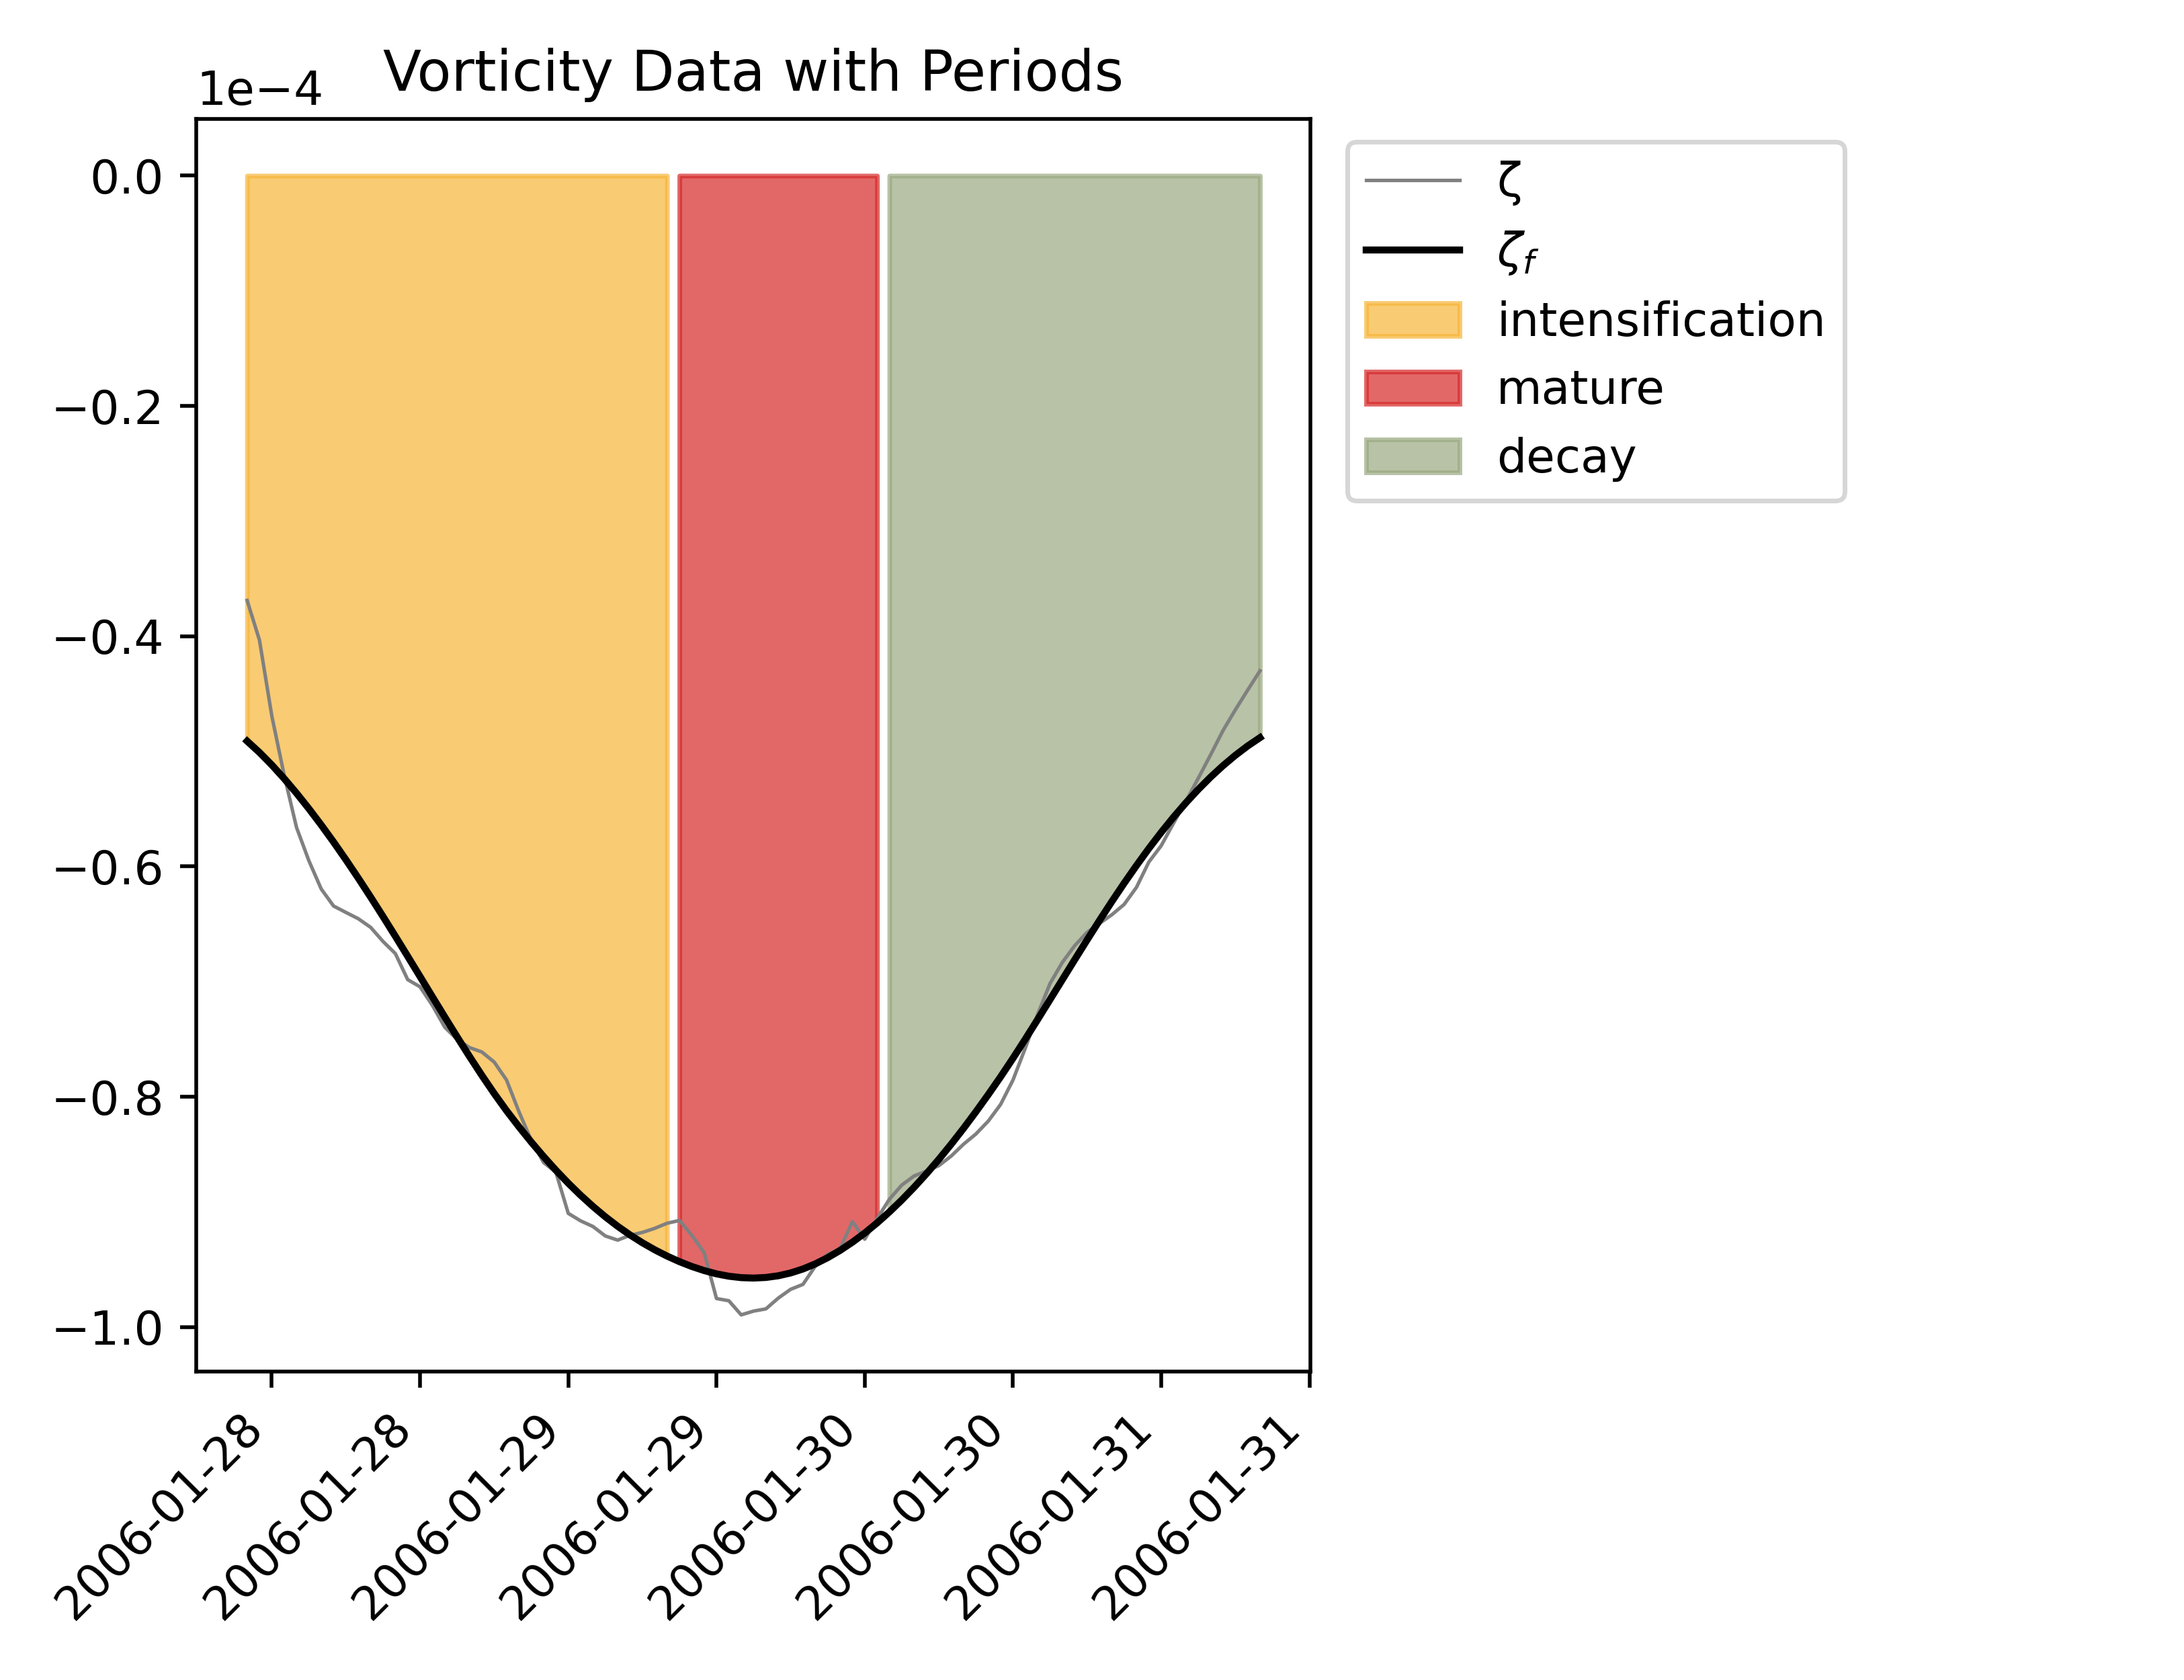 Vorticity Data with Periods
1e−4
0.0
−0.2
−0.4
−0.6
−0.8
−1.0
2006-01-28
2006-01-28
2006-01-29
2006-01-29
2006-01-30
2006-01-30
2006-01-31
2006-01-31
ζ
ζf
intensification
mature
decay